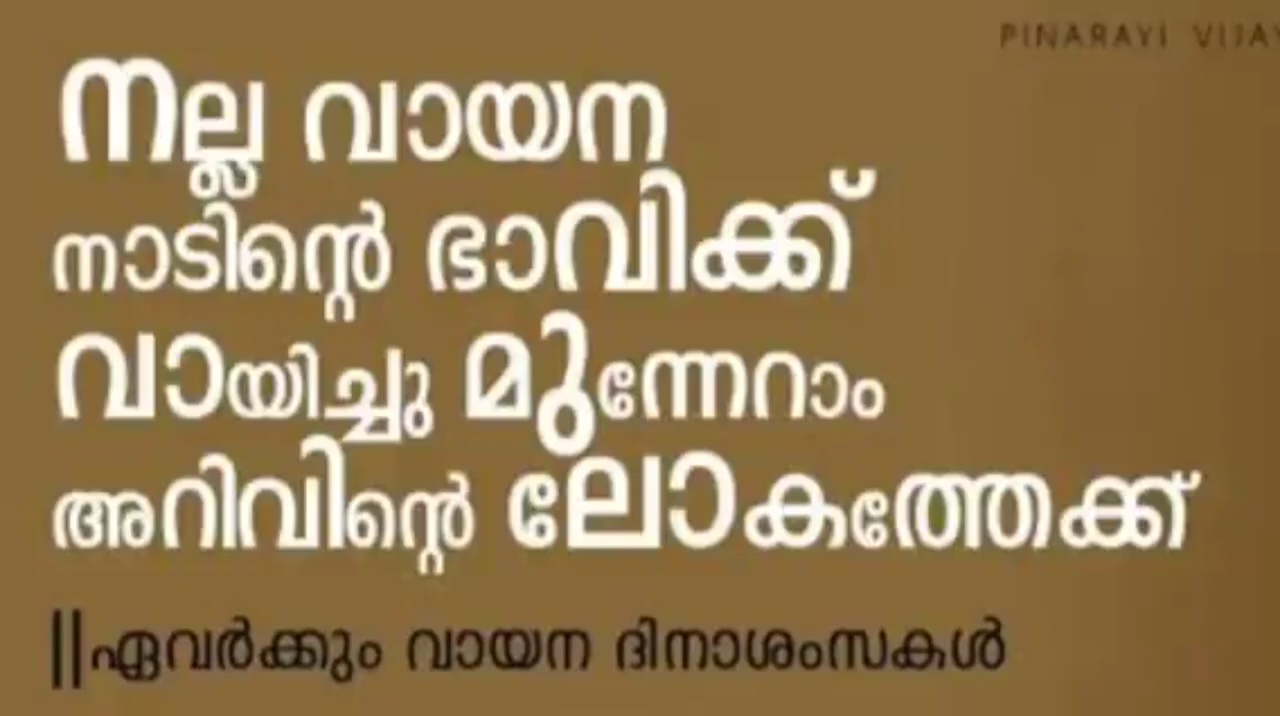 PINARAYI VIJAY
നല്ല വായന
നാടിന്റെ ഭാവിക്ക്
വായിച്ചു മുന്നേറാം
അറിവിന്റെ ലോകത്തേക്ക്
||ഏവർക്കും വായന ദിനാശംസകൾ